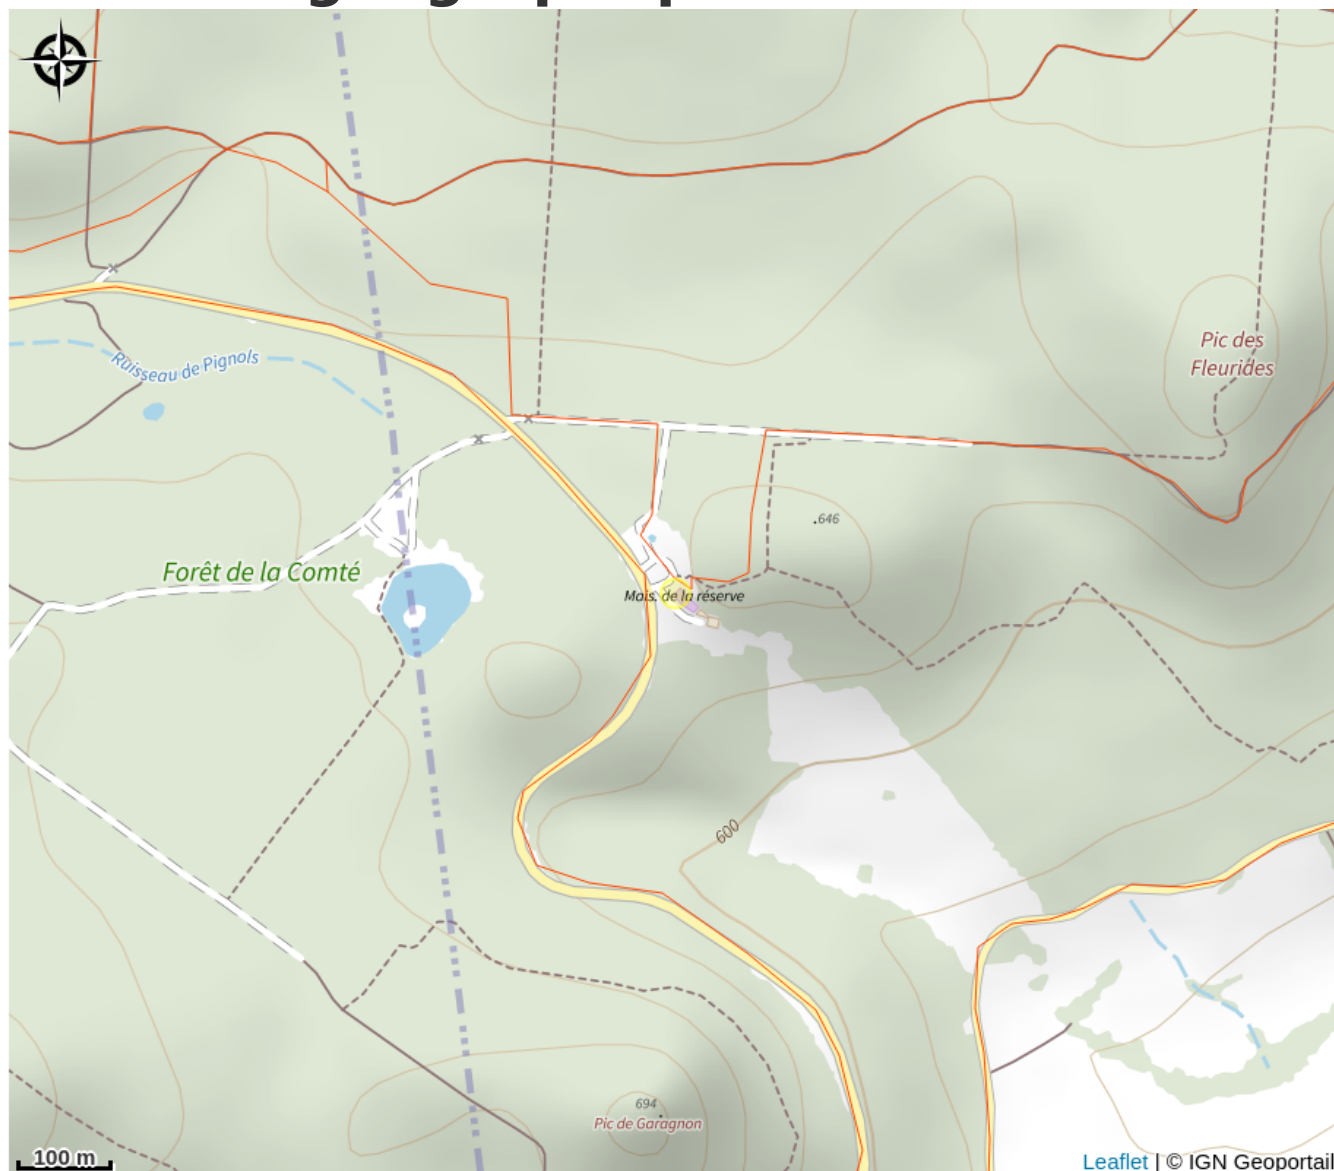 Ruisseau de Pignols
Pic des
Fleurides
.646
Forêt de la Comté
Mais. de la réserve
600
694
Pic de Garagnon
100 m
Leaflet | © IGN Geoportail